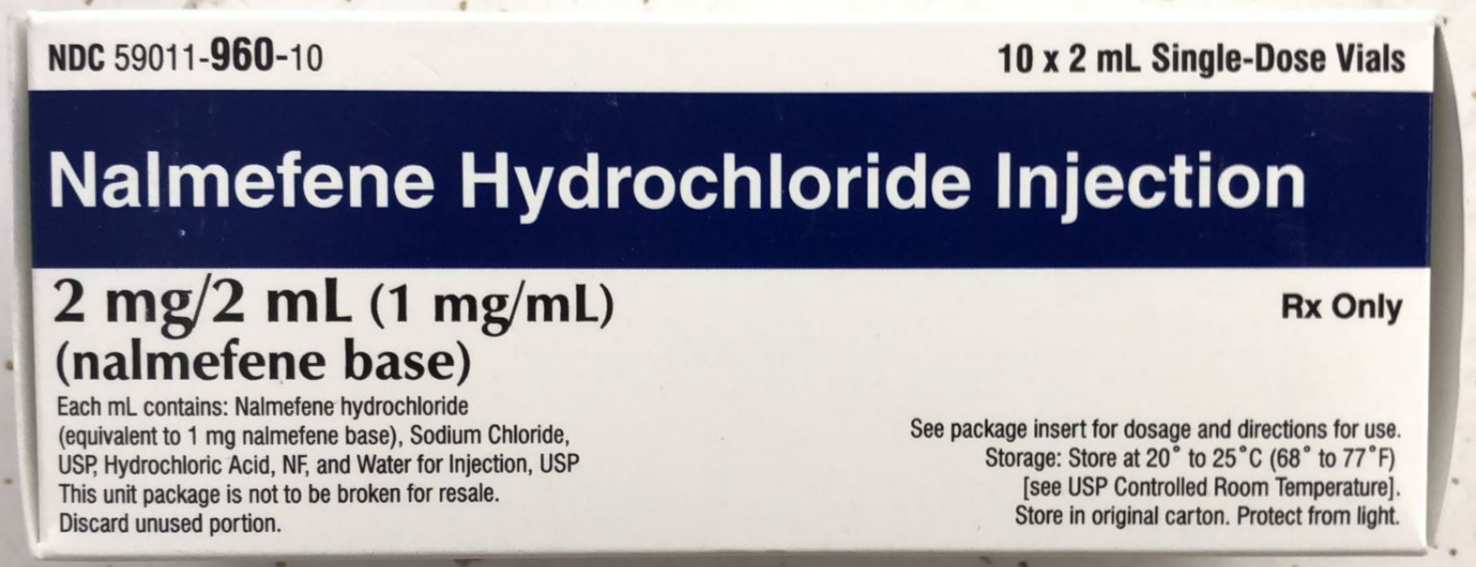 NDC 59011-960-10
10 x 2 mL Single-Dose Vials
Nalmefene Hydrochloride Injection
2 mg/2 mL (1 mg/mL)
(nalmefene base)
Rx Only
Each mL contains: Nalmefene hydrochloride
(equivalent to 1 mg nalmefene base), Sodium Chloride,
USP, Hydrochloric Acid, NF, and Water for Injection, USP
This unit package is not to be broken for resale.
Discard unused portion.
See package insert for dosage and directions for use.
Storage: Store at 20° to 25°C (68° to 77°F)
[see USP Controlled Room Temperature].
Store in original carton. Protect from light.